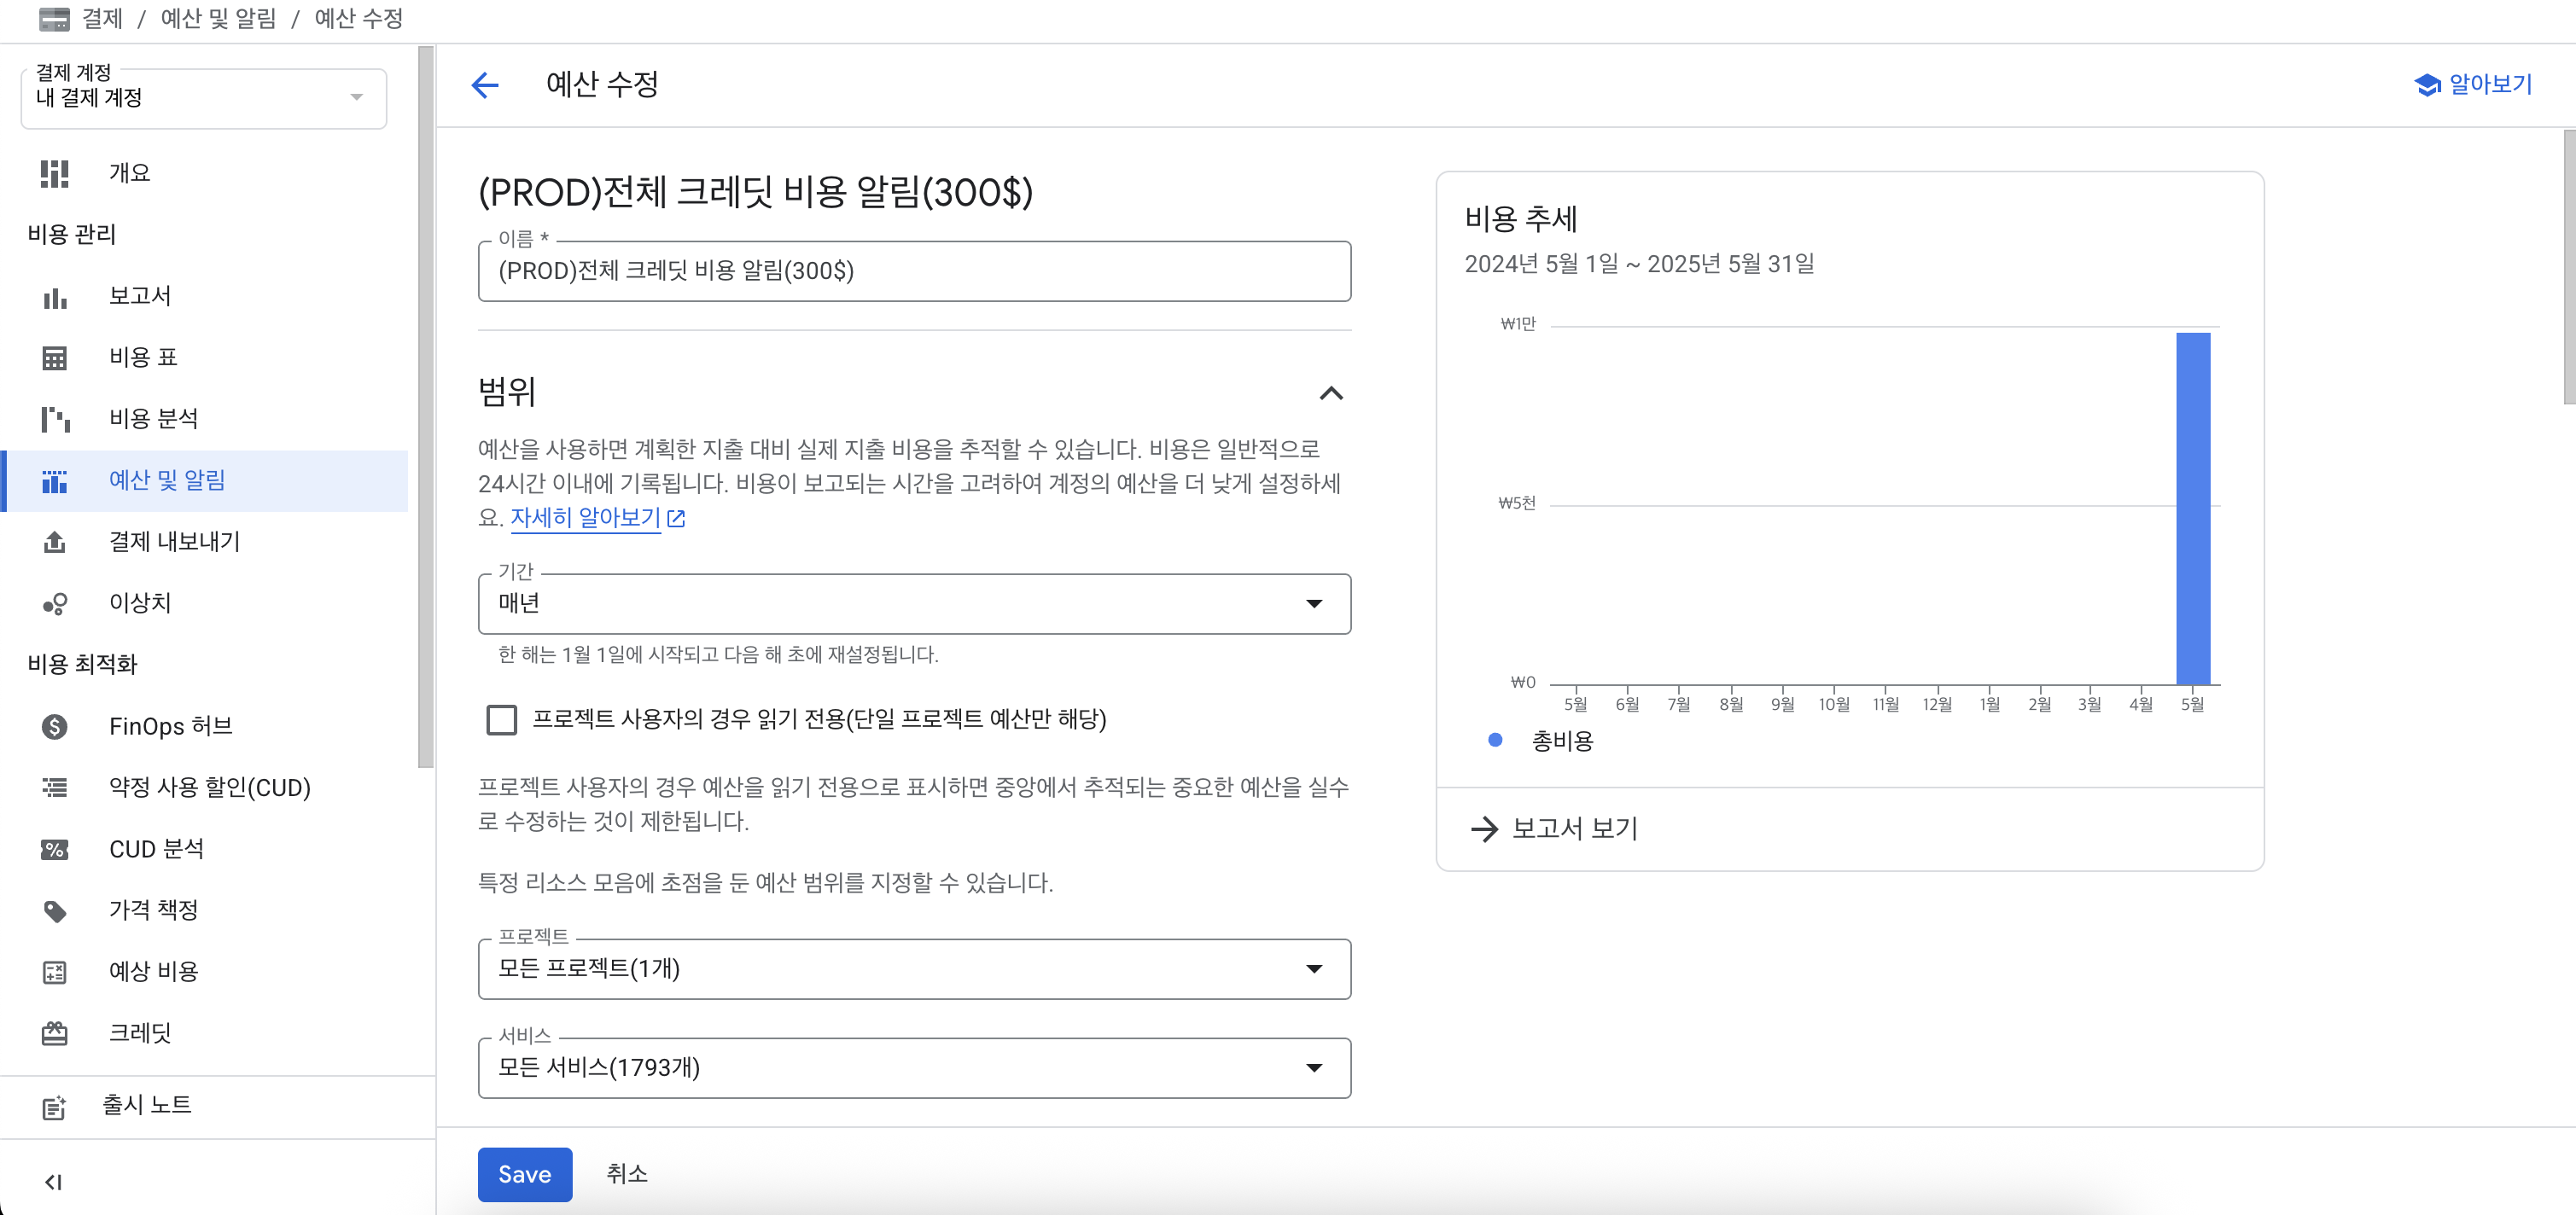 결제 / 예산 및 알림 / 예산 수정
결제 계정
내 결제 계정
개요
비용 관리
보고서
비용 표
비용 분석
예산 및 알림
결제 내보내기
이상치
비용 최적화
FinOps 허브
약정 사용 할인(CUD)
CUD 분석
가격 책정
예상 비용
크레딧
출시 노트
예산 수정
알아보기
(PROD)전체 크레딧 비용 알림(300$)
이름 *
(PROD)전체 크레딧 비용 알림(300$)
범위
예산을 사용하면 계획한 지출 대비 실제 지출 비용을 추적할 수 있습니다. 비용은 일반적으로
24시간 이내에 기록됩니다. 비용이 보고되는 시간을 고려하여 계정의 예산을 더 낮게 설정하세
요. 자세히 알아보기
기간
매년
한 해는 1월 1일에 시작되고 다음 해 초에 재설정됩니다.
프로젝트 사용자의 경우 읽기 전용(단일 프로젝트 예산만 해당)
프로젝트 사용자의 경우 예산을 읽기 전용으로 표시하면 중앙에서 추적되는 중요한 예산을 실수
로 수정하는 것이 제한됩니다.
특정 리소스 모음에 초점을 둔 예산 범위를 지정할 수 있습니다.
프로젝트
모든 프로젝트(1개)
서비스
모든 서비스(1793개)
Save
취소
비용 추세
2024년 5월 1일 ~ 2025년 5월 31일
₩1만
₩5천
₩0
5월 6월 7월 8월 9월 10월 11월 12월 1월 2월 3월 4월 5월
총비용
보고서 보기